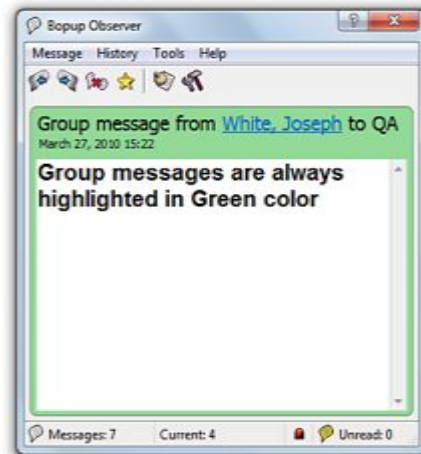 Bopup Observer
Message History Tools Help
Group message from White, Joseph to QA
March 27, 2010 15:22
Group messages are always
highlighted in Green color
Messages: 7 Current: 4 Unread: 0